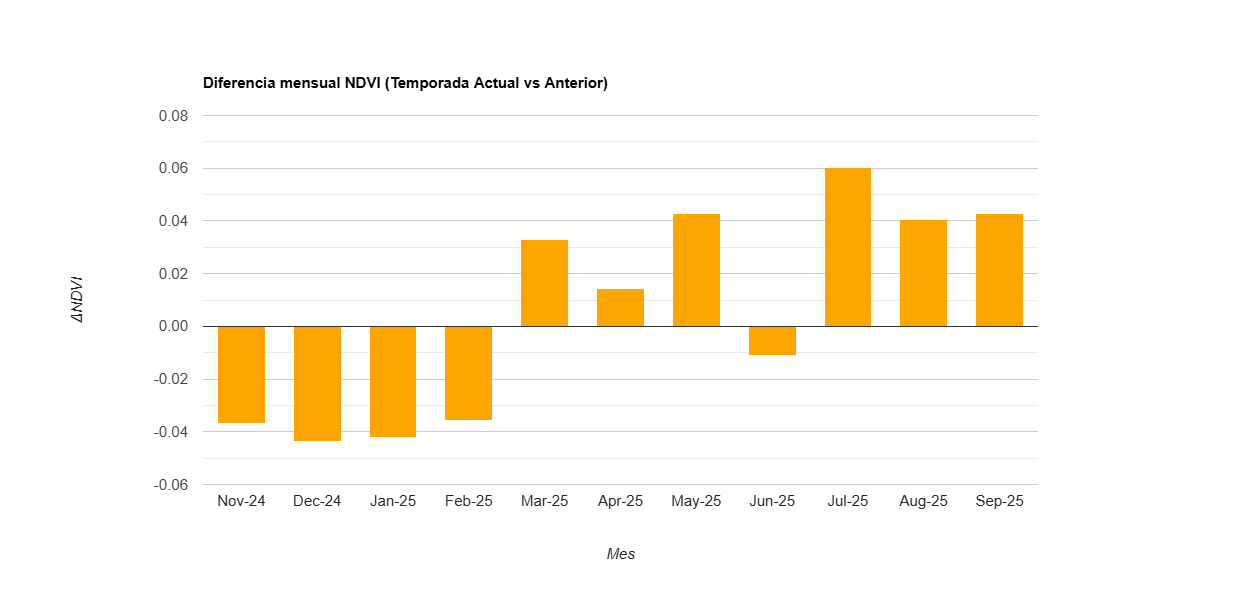 Diferencia mensual NDVI (Temporada Actual vs Anterior)
0.08
0.06
0.04
0.02
0.00
-0.02
-0.04
-0.06
ΔNDVI
Nov-24 Dec-24 Jan-25 Feb-25 Mar-25 Apr-25 May-25 Jun-25 Jul-25 Aug-25 Sep-25
Mes